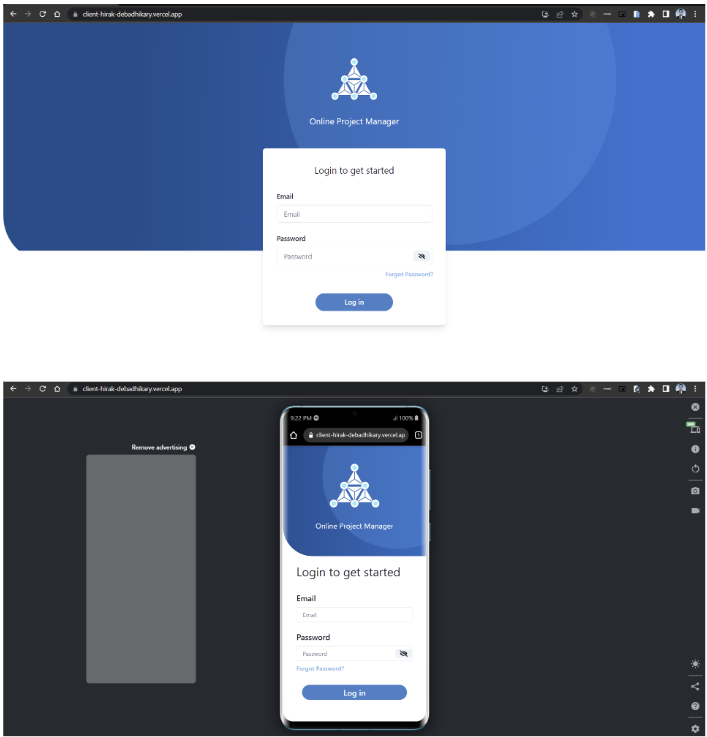 client-hirak-debadhikary.vercel.app
Online Project Manager
Login to get started
Email
Email
Password
Password
Forgot Password?
Log in
client-hirak-debadhikary.vercel.app
Remove advertising
9:22 PM
100%
client-hirak-debadhikary.vercel.ap
1
Online Project Manager
Login to get started
Email
Email
Password
Password
Forgot Password?
Log in